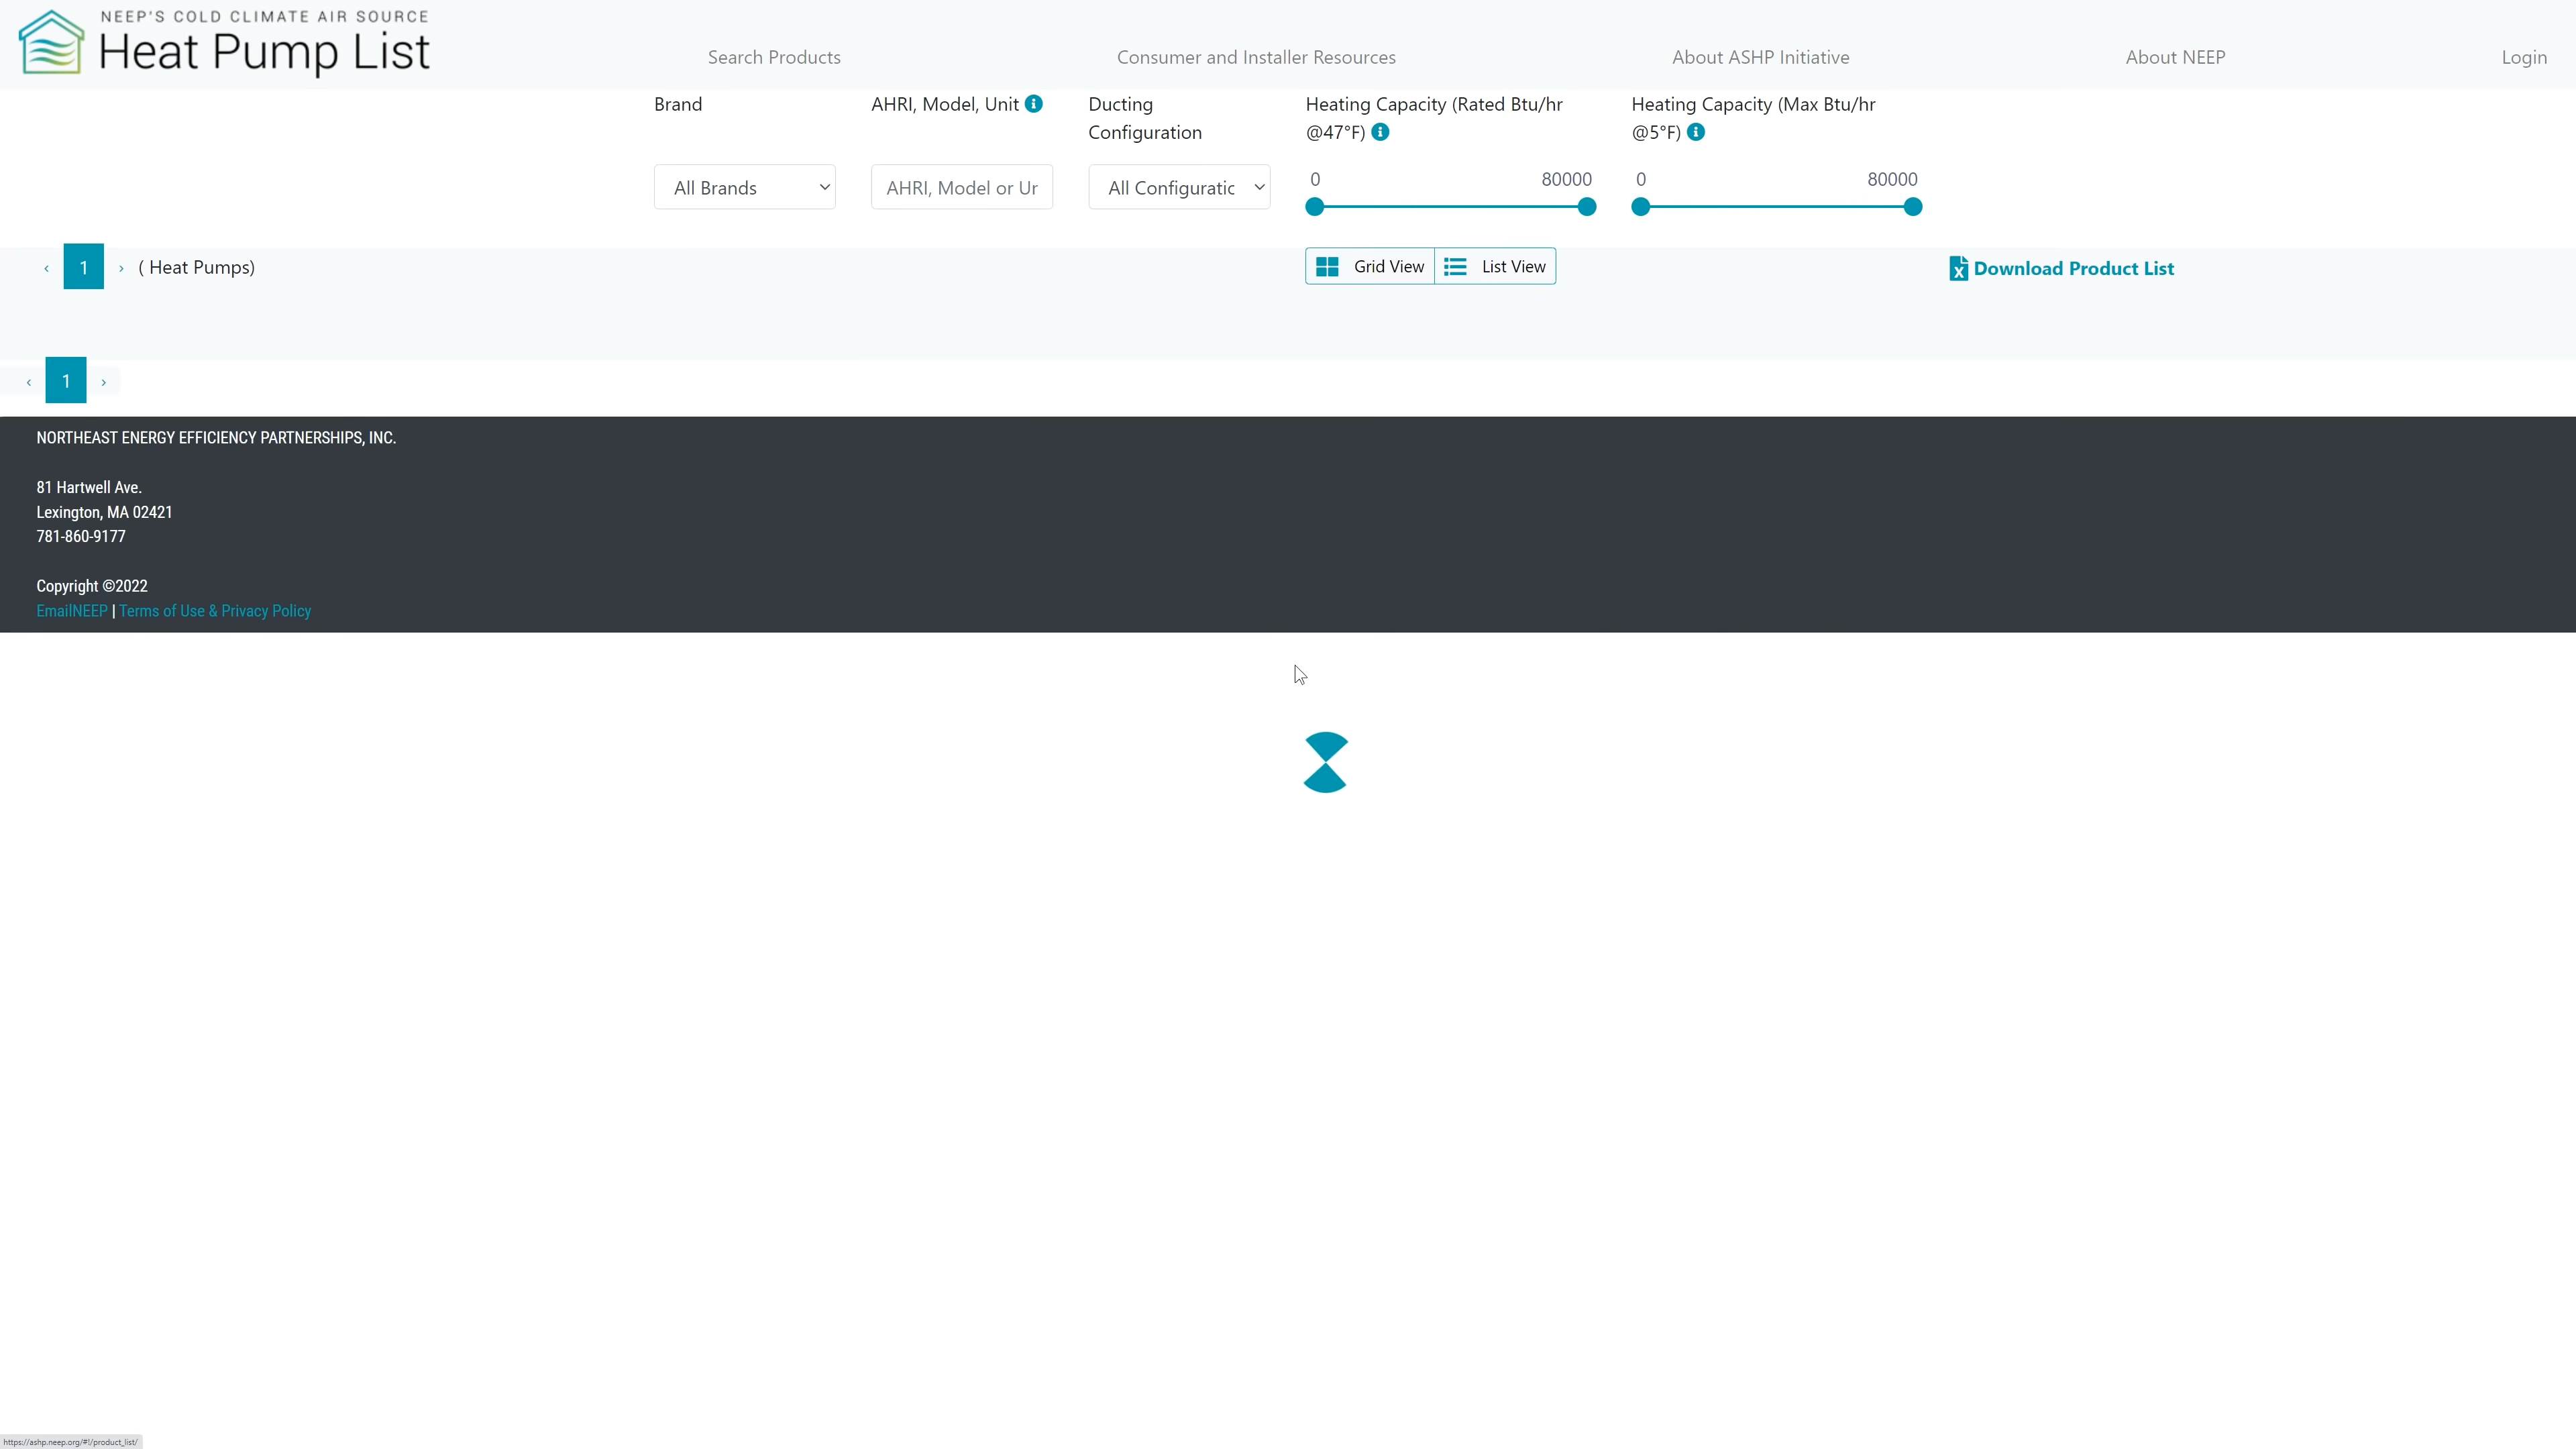 NEEP'S COLD CLIMATE AIR SOURCE
Heat Pump List
Search Products
Consumer and Installer Resources
About ASHP Initiative
About NEEP
Login
Brand
AHRI, Model, Unit
Ducting
Configuration
Heating Capacity (Rated Btu/hr
@47°F)
Heating Capacity (Max Btu/hr
@5°F)
All Brands
AHRI, Model or Ur
All Configuratic
0 80000
0 80000
‹ 1 › ( Heat Pumps)
Grid View
List View
Download Product List
‹ 1 ›
NORTHEAST ENERGY EFFICIENCY PARTNERSHIPS, INC.
81 Hartwell Ave.
Lexington, MA 02421
781-860-9177
Copyright ©2022
EmailNEEP | Terms of Use & Privacy Policy
https://ashp.neep.org/#!/product_list/